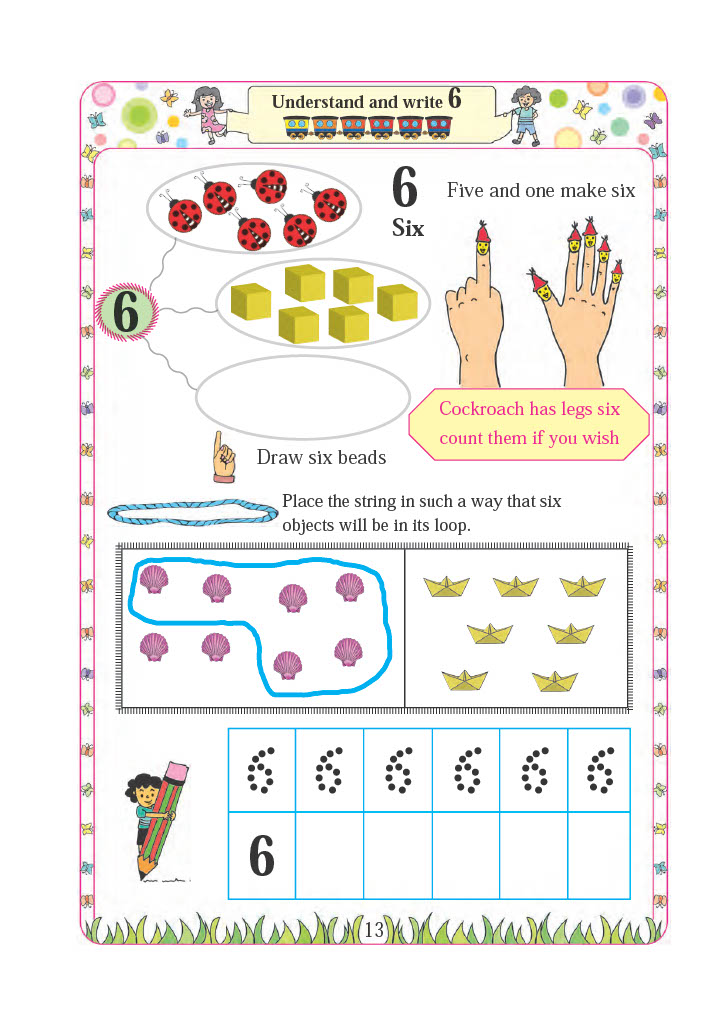 Understand and write 6
6
Six
Five and one make six
6
Cockroach has legs six
count them if you wish
Draw six beads
Place the string in such a way that six
objects will be in its loop.
6 6 6 6 6 6
6
13